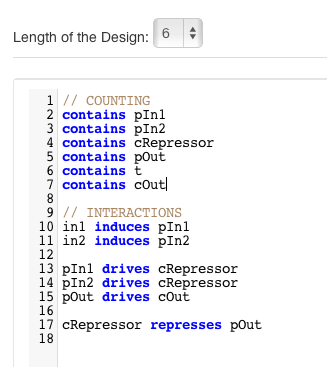 Length of the Design: 6
1 // COUNTING
2 contains pIn1
3 contains pIn2
4 contains cRepressor
5 contains pOut
6 contains t
7 contains cOut
8
9 // INTERACTIONS
10 in1 induces pIn1
11 in2 induces pIn2
12
13 pIn1 drives cRepressor
14 pIn2 drives cRepressor
15 pOut drives cOut
16
17 cRepressor represses pOut
18